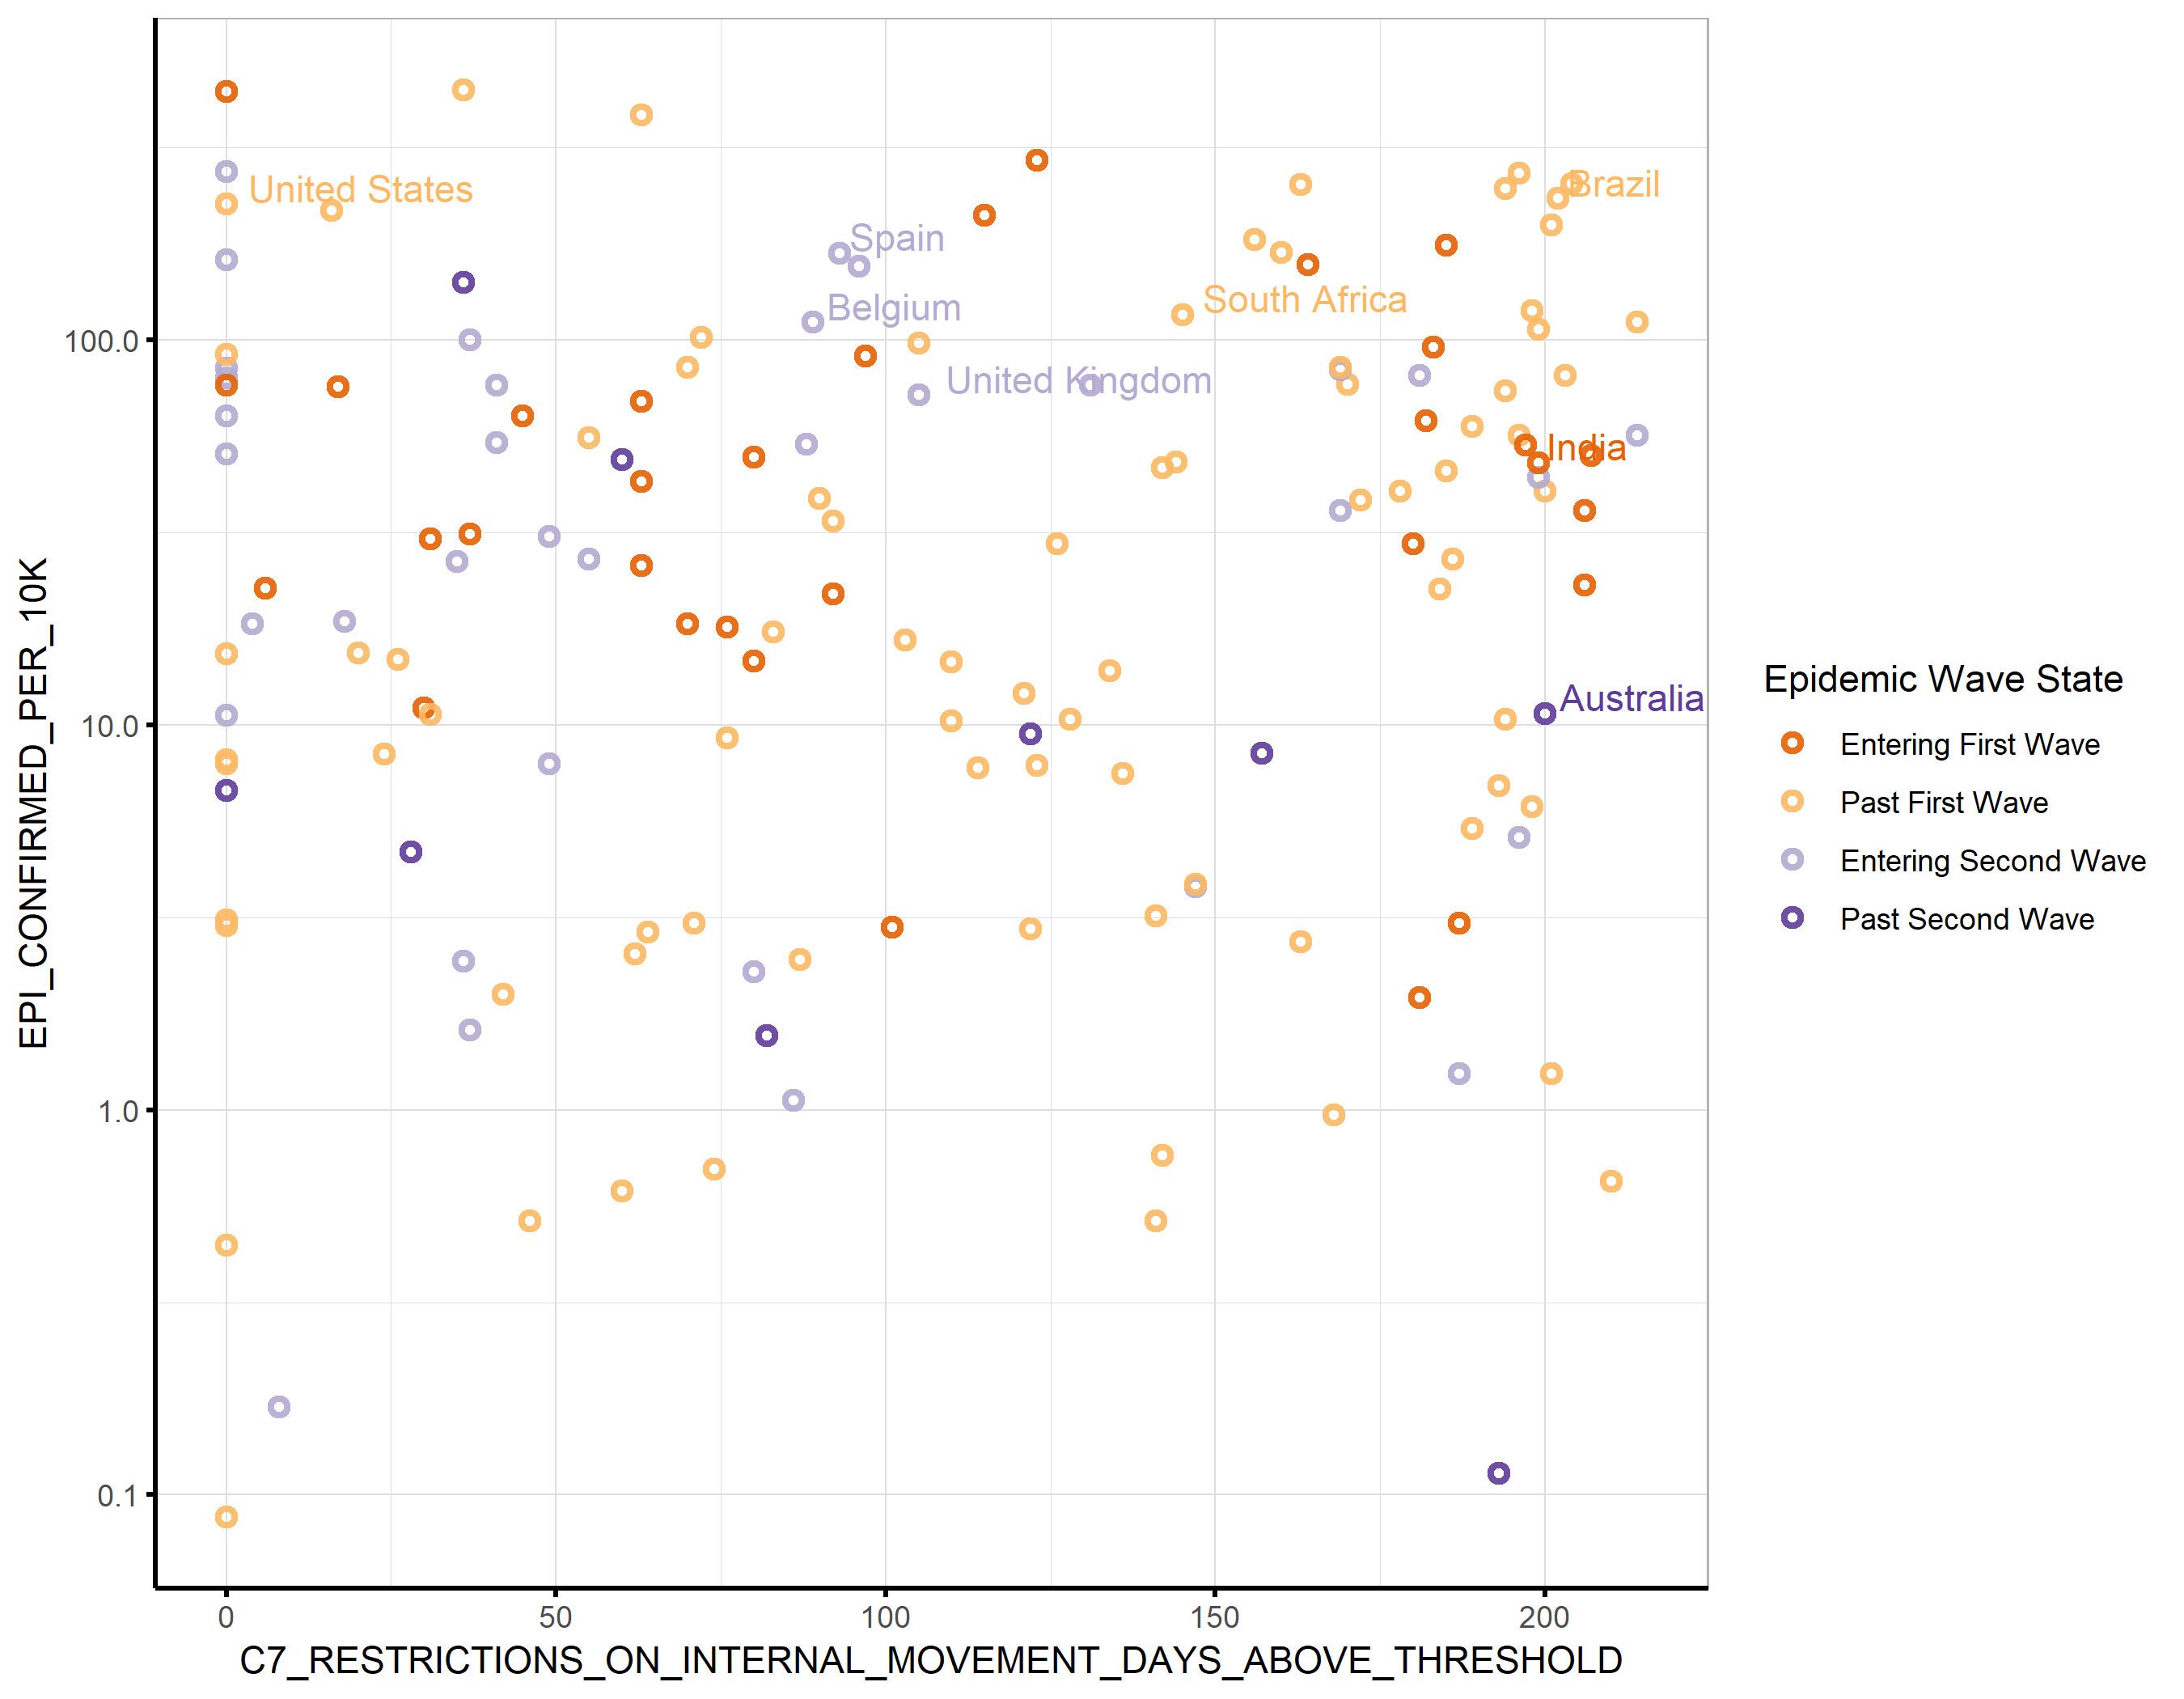 United States
Brazil
Spain
Belgium
South Africa
United Kingdom
India
Australia
100.0
10.0
1.0
0.1
EPI_CONFIRMED_PER_10K
0 50 100 150 200
C7_RESTRICTIONS_ON_INTERNAL_MOVEMENT_DAYS_ABOVE_THRESHOLD
Epidemic Wave State
Entering First Wave
Past First Wave
Entering Second Wave
Past Second Wave